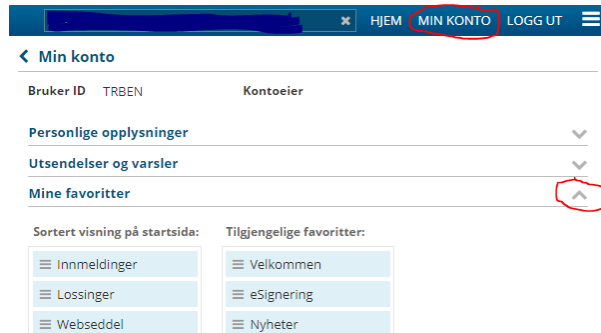 HJEM MIN KONTO LOGG UT
Min konto
Bruker ID TRBEN Kontoeier
Personlige opplysninger
Utsendelser og varsler
Mine favoritter
Sortert visning på startsida: Tilgjengelige favoritter:
Innmeldinger Velkommen
Lossinger eSignering
Webseddel Nyheter